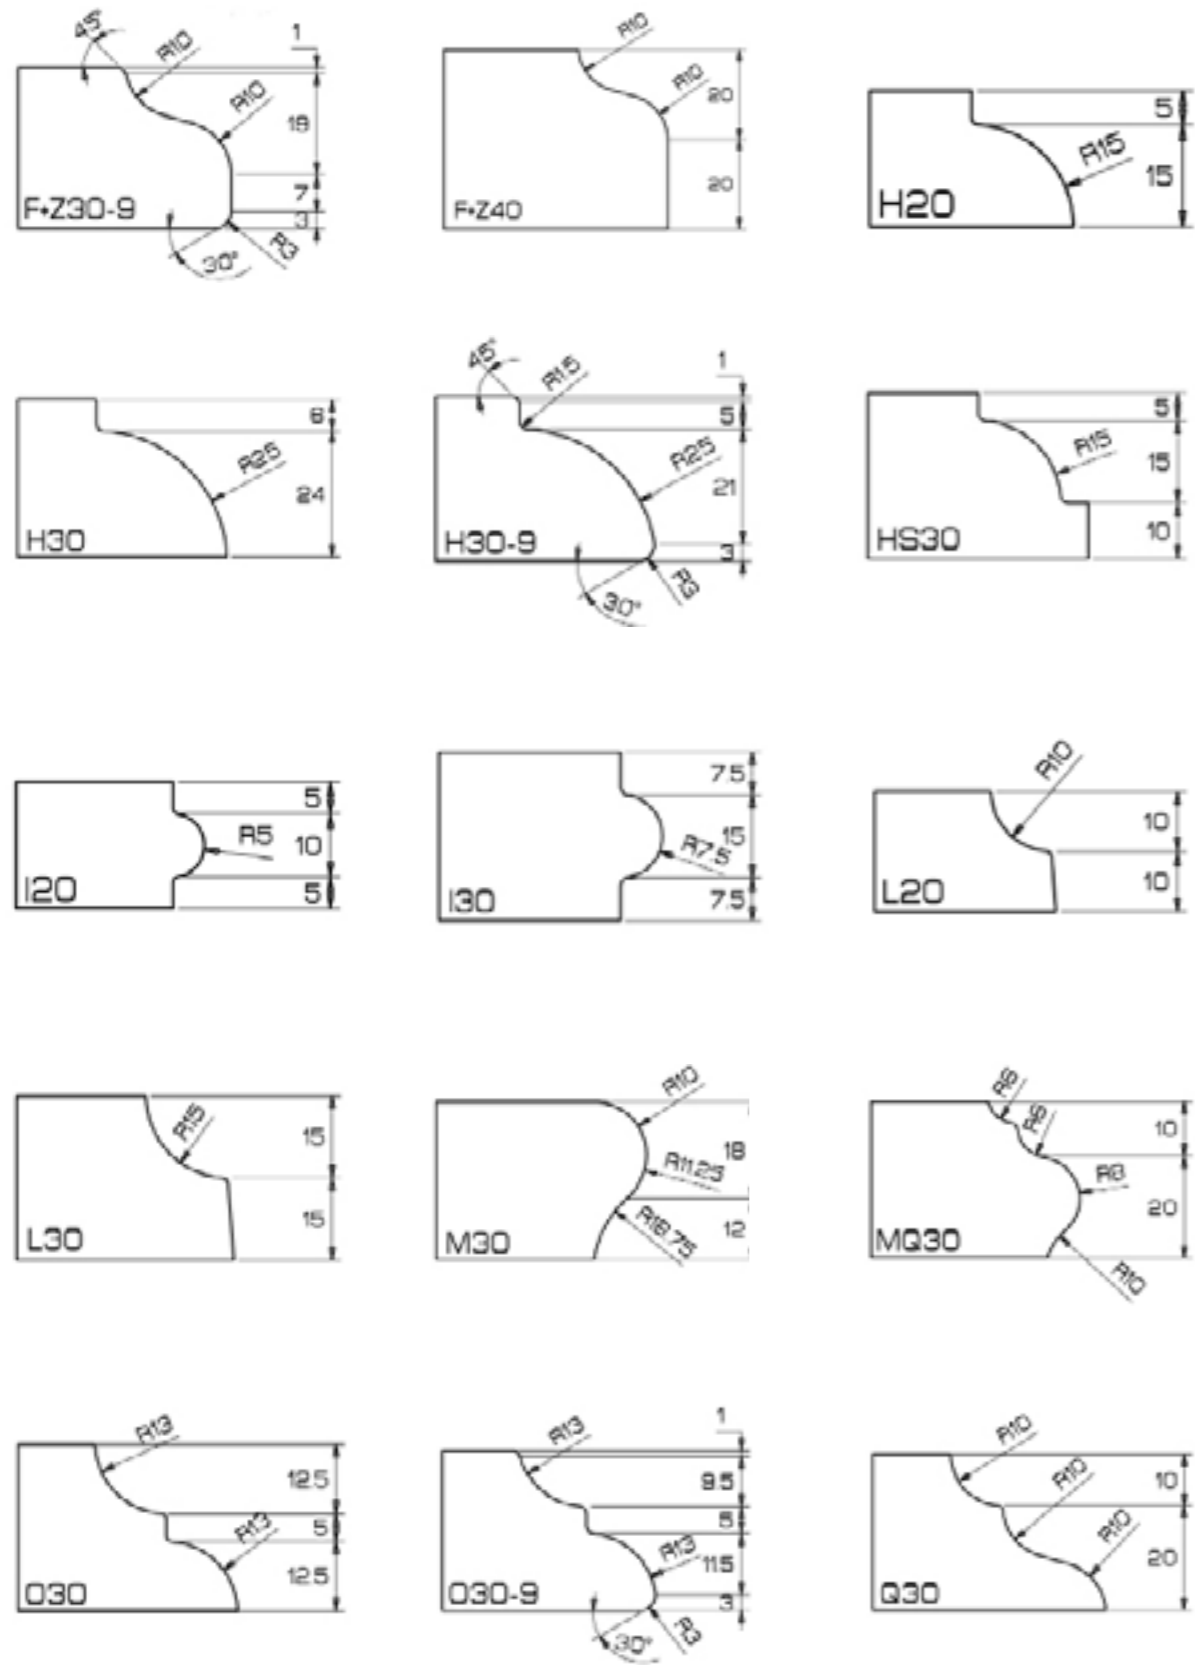 45°
R10
1
R10
19
7
3
F•Z30-9
30°
R3
R10
R10
20
20
F•Z40
5
R15
15
H20
6
R25
24
H30
45°
R1.5
1
5
R25
21
3
H30-9
30°
R3
5
R15
15
10
HS30
5
R5
10
5
I20
7.5
15
R7.5
7.5
I30
R10
10
10
L20
R15
15
15
L30
R10
18
R11.25
R18.75
12
M30
R6
R6
10
R8
20
MQ30
R10
R13
12.5
5
R13
12.5
O30
R13
1
9.5
5
R13
11.5
3
O30-9
30°
R3
R10
R10
10
R10
20
Q30